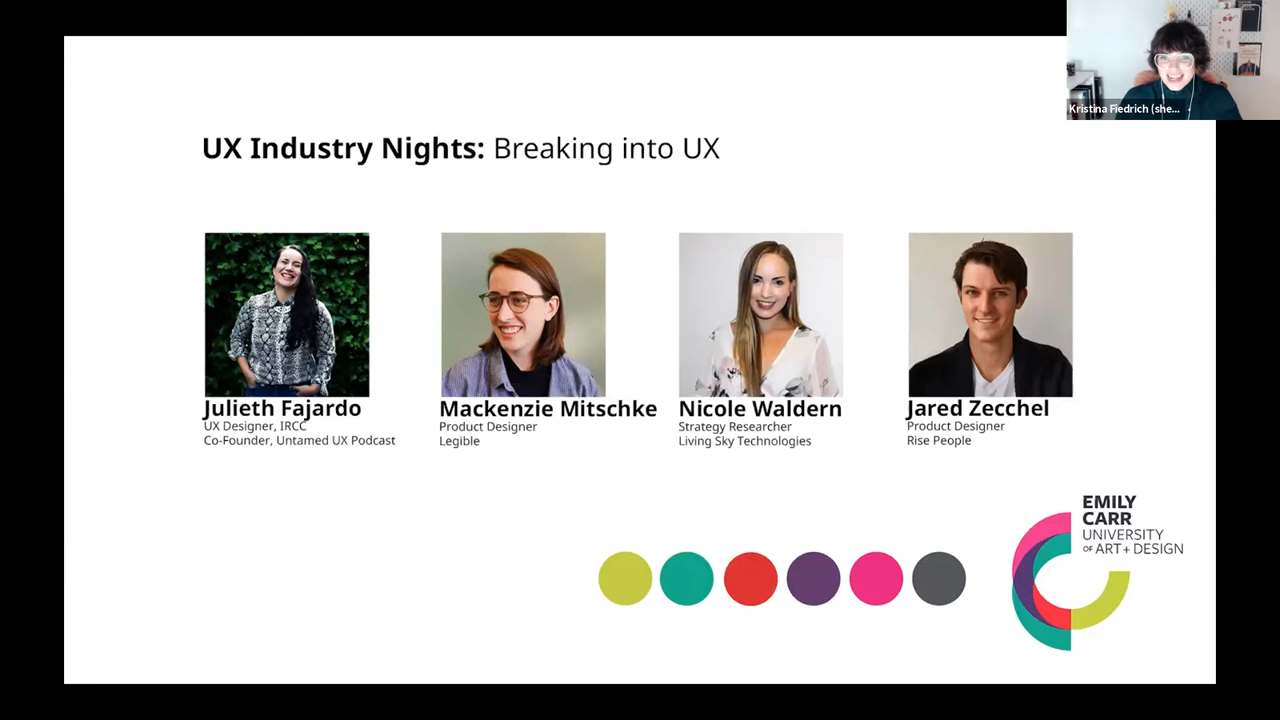 Kristina Fiedrich (she...
UX Industry Nights: Breaking into UX
Julieth Fajardo
UX Designer, IRCC
Co-Founder, Untamed UX Podcast
Mackenzie Mitschke
Product Designer
Legible
Nicole Waldern
Strategy Researcher
Living Sky Technologies
Jared Zecchel
Product Designer
Rise People
EMILY
CARR
UNIVERSITY
OF ART + DESIGN